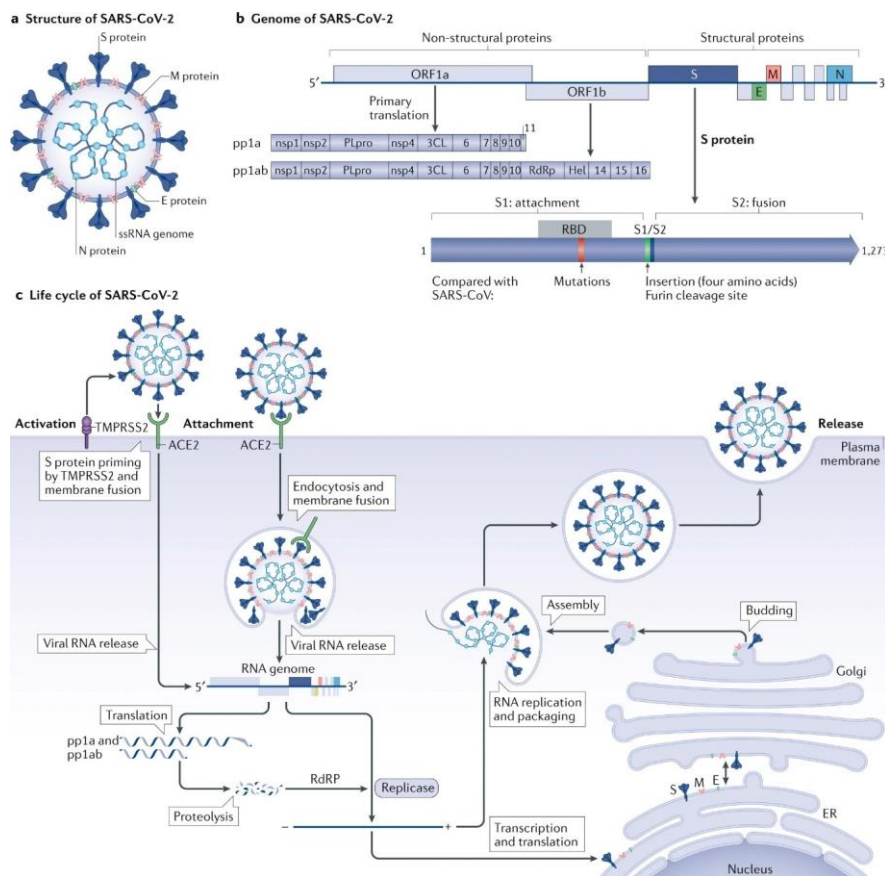 a Structure of SARS-CoV-2
S protein
M protein
E protein
ssRNA genome
N protein
b Genome of SARS-CoV-2
Non-structural proteins
Structural proteins
5′
ORF1a
S
M
N
3′
ORF1b
E
Primary
translation
11
pp1a
nsp1 nsp2 PLpro nsp4 3CL 6 7 8 9 10
S protein
pp1ab
nsp1 nsp2 PLpro nsp4 3CL 6 7 8 9 10 RdRp Hel 14 15 16
S1: attachment
S2: fusion
RBD
S1/S2
1
1,273
Compared with
SARS-CoV:
Mutations
Insertion (four amino acids)
Furin cleavage site
c Life cycle of SARS-CoV-2
Activation
TMPRSS2
Attachment
ACE2
ACE2
Release
Plasma
membrane
S protein priming
by TMPRSS2 and
membrane fusion
Endocytosis and
membrane fusion
Viral RNA release
Viral RNA release
RNA genome
5′
3′
Translation
pp1a and
pp1ab
Proteolysis
RdRP
Replicase
−
+
Assembly
Budding
Golgi
RNA replication
and packaging
S M E
ER
Transcription
and translation
Nucleus